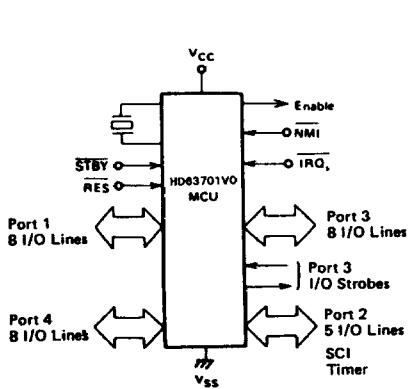 VCC
Enable
NMI
STBY
IRQ1
RES
HD63701V0
MCU
Port 1
8 I/O Lines
Port 3
8 I/O Lines
Port 3
I/O Strobes
Port 4
8 I/O Lines
Port 2
5 I/O Lines
SCI
Timer
VSS